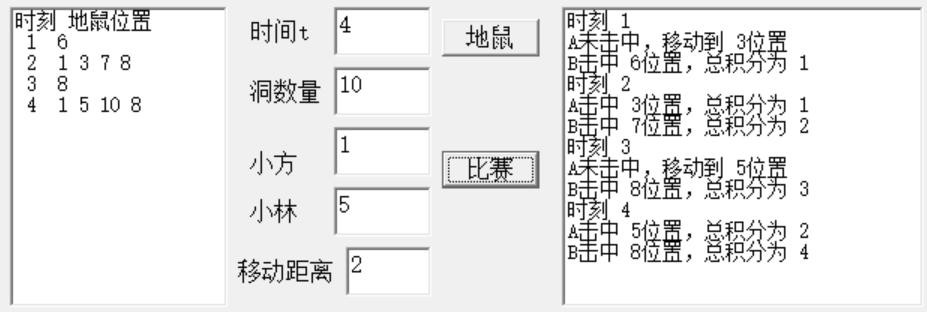 时刻 地鼠位置
1 6
2 1 3 7 8
3 8
4 1 5 10 8
时间t 4
洞数量 10
小方 1
小林 5
移动距离 2
地鼠
比赛
时刻 1
A未击中，移动到 3位置
B击中 6位置，总积分为 1
时刻 2
A击中 3位置，总积分为 1
B击中 7位置，总积分为 2
时刻 3
A未击中，移动到 5位置
B击中 8位置，总积分为 3
时刻 4
A击中 5位置，总积分为 2
B击中 8位置，总积分为 4